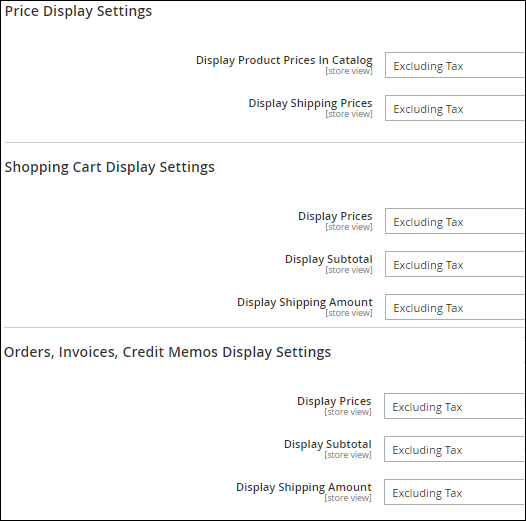 Price Display Settings
Display Product Prices In Catalog
[store view]
Excluding Tax
Display Shipping Prices
[store view]
Excluding Tax
Shopping Cart Display Settings
Display Prices
[store view]
Excluding Tax
Display Subtotal
[store view]
Excluding Tax
Display Shipping Amount
[store view]
Excluding Tax
Orders, Invoices, Credit Memos Display Settings
Display Prices
[store view]
Excluding Tax
Display Subtotal
[store view]
Excluding Tax
Display Shipping Amount
[store view]
Excluding Tax